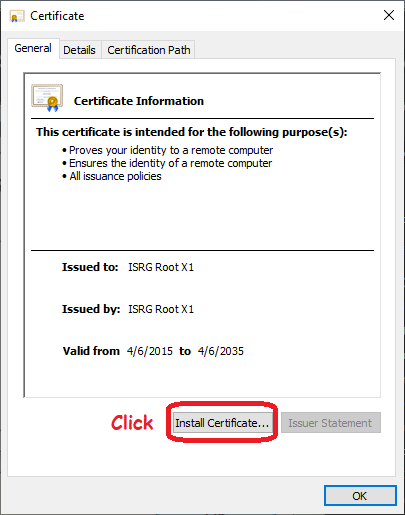 Certificate
General Details Certification Path
Certificate Information
This certificate is intended for the following purpose(s):
• Proves your identity to a remote computer
• Ensures the identity of a remote computer
• All issuance policies
Issued to: ISRG Root X1
Issued by: ISRG Root X1
Valid from 4/6/2015 to 4/6/2035
Click Install Certificate... Issuer Statement
OK